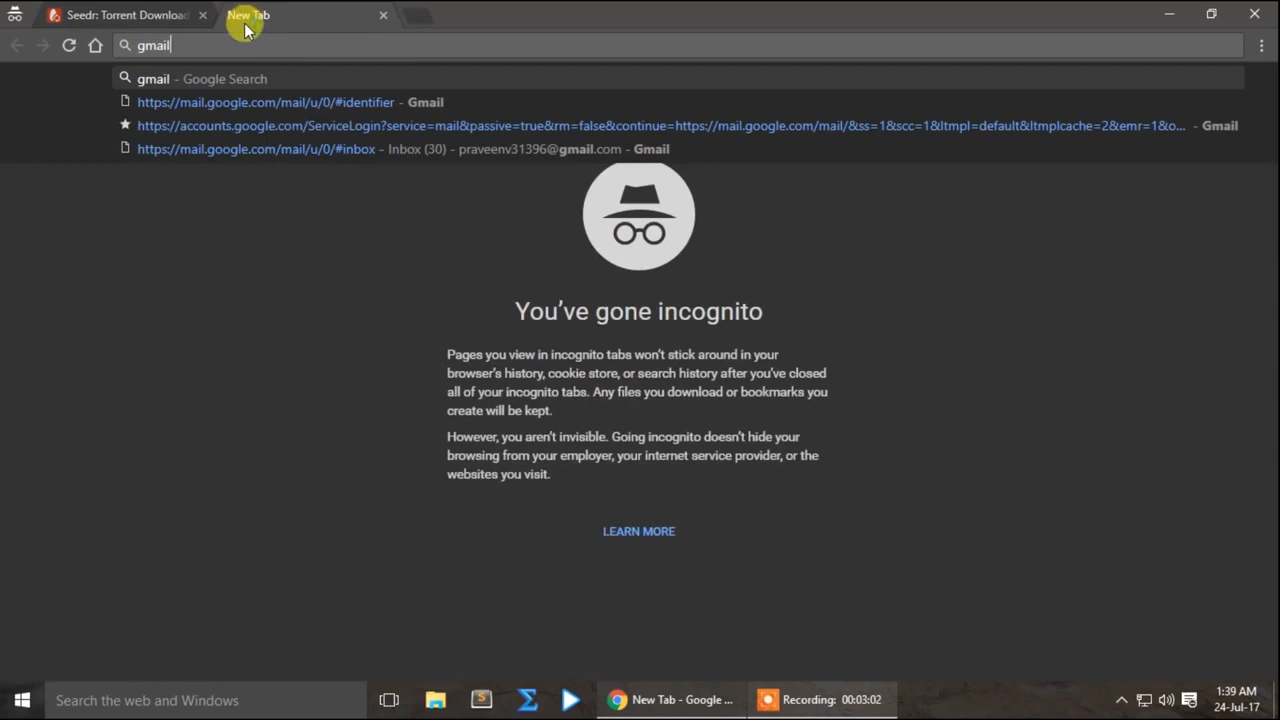 Seedr: Torrent Download
New Tab
gmail
gmail - Google Search
https://mail.google.com/mail/u/0/#identifier - Gmail
https://accounts.google.com/ServiceLogin?service=mail&passive=true&rm=false&continue=https://mail.google.com/mail/&ss=1&scc=1&ltmpl=default&ltmplcache=2&emr=1&o... - Gmail
https://mail.google.com/mail/u/0/#inbox - Inbox (30) - praveenv31396@gmail.com - Gmail
You've gone incognito
Pages you view in incognito tabs won't stick around in your
browser's history, cookie store, or search history after you've closed
all of your incognito tabs. Any files you download or bookmarks you
create will be kept.
However, you aren't invisible. Going incognito doesn't hide your
browsing from your employer, your internet service provider, or the
websites you visit.
LEARN MORE
Search the web and Windows
S
New Tab - Google ...
Recording: 00:03:02
1:39 AM
24-Jul-17